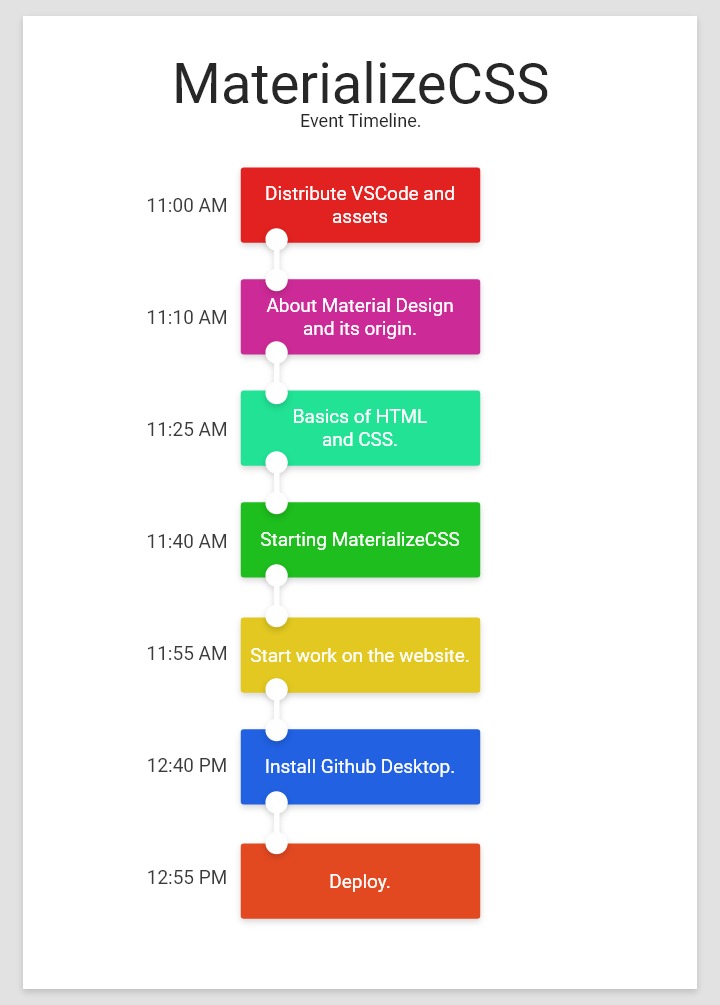 MaterializeCSS
Event Timeline.
11:00 AM
Distribute VSCode and
assets
11:10 AM
About Material Design
and its origin.
11:25 AM
Basics of HTML
and CSS.
11:40 AM
Starting MaterializeCSS
11:55 AM
Start work on the website.
12:40 PM
Install Github Desktop.
12:55 PM
Deploy.